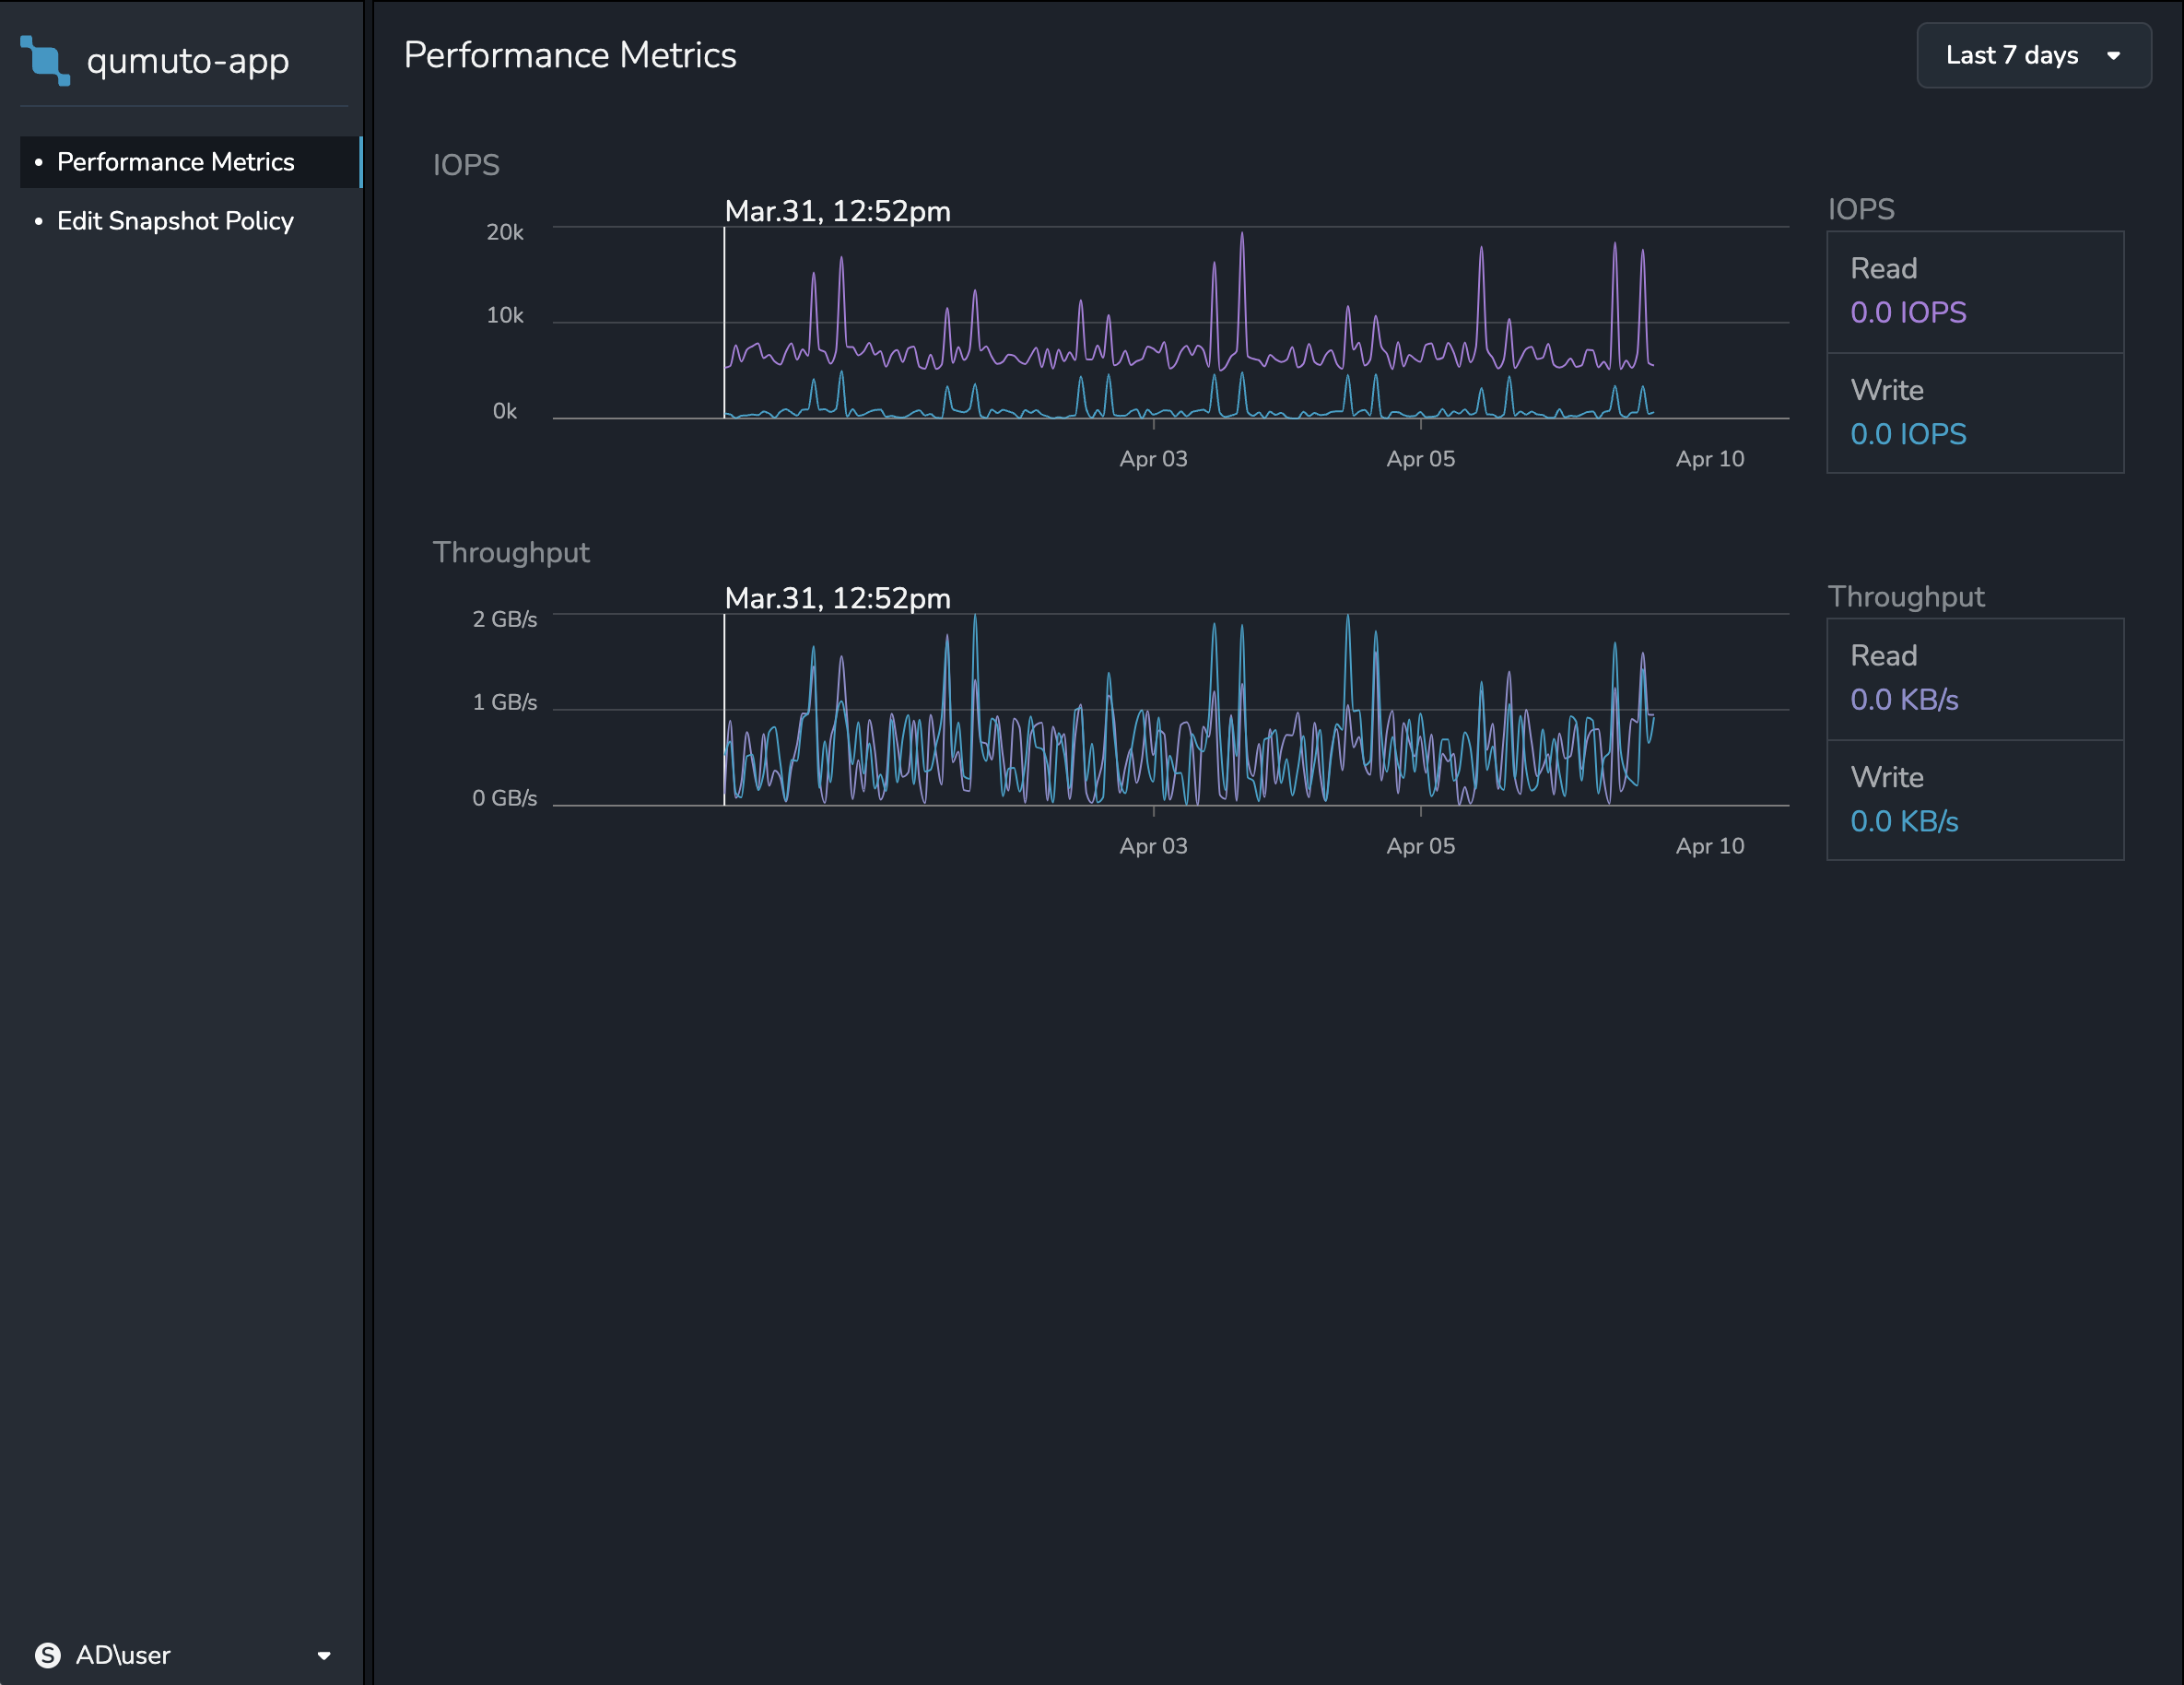 qumuto-app
Performance Metrics
Edit Snapshot Policy
AD\user
Performance Metrics
Last 7 days
IOPS
Mar.31, 12:52pm
20k
10k
0k
Apr 03
Apr 05
Apr 10
IOPS
Read
0.0 IOPS
Write
0.0 IOPS
Throughput
Mar.31, 12:52pm
2 GB/s
1 GB/s
0 GB/s
Apr 03
Apr 05
Apr 10
Throughput
Read
0.0 KB/s
Write
0.0 KB/s
S